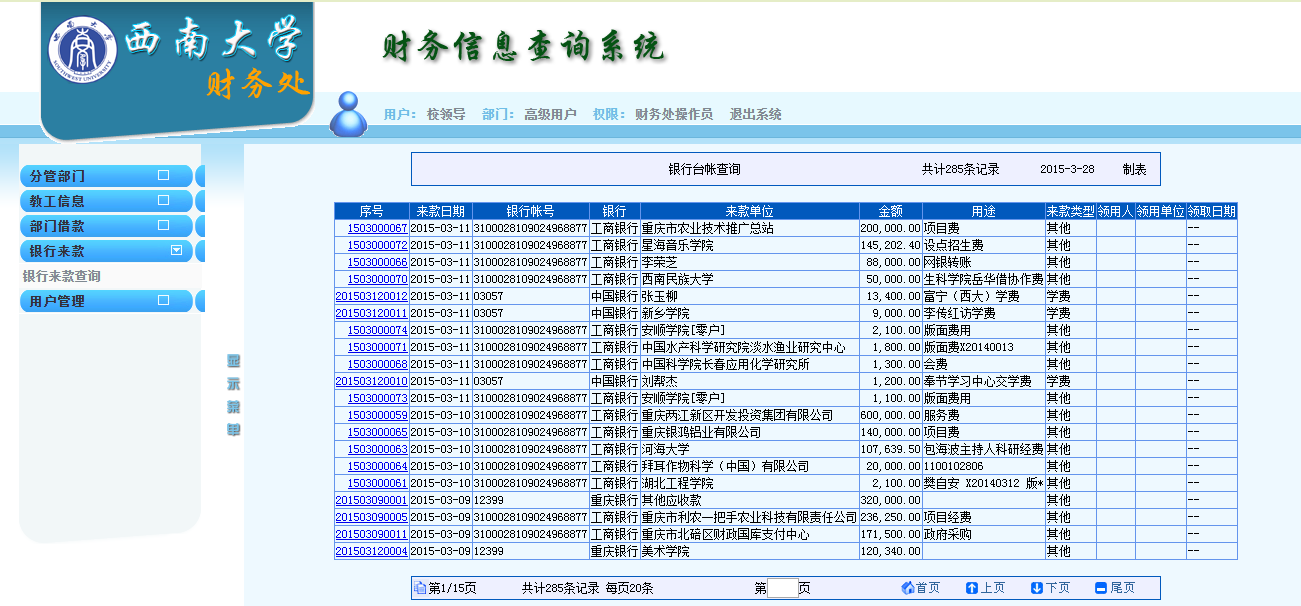 西南大学
财务处
SOUTHWEST UNIVERSITY
财务信息查询系统
用户： 校领导 部门： 高级用户 权限： 财务处操作员 退出系统
分管部门
教工信息
部门借款
银行来款
银行来款查询
用户管理
显示菜单
银行台帐查询 共计285条记录 2015-3-28 制表
序号 来款日期 银行帐号 银行 来款单位 金额 用途 来款类型 领用人 领用单位 领取日期
1503000067 2015-03-11 3100028109024968877 工商银行 重庆市农业技术推广总站 200,000.00 项目费 其他 --
1503000072 2015-03-11 3100028109024968877 工商银行 星海音乐学院 145,202.40 设点招生费 其他 --
1503000066 2015-03-11 3100028109024968877 工商银行 李荣芝 88,000.00 网银转账 其他 --
1503000070 2015-03-11 3100028109024968877 工商银行 西南民族大学 50,000.00 生科学院岳华借协作费 其他 --
201503120012 2015-03-11 03057 中国银行 张玉柳 13,400.00 富宁（西大）学费 学费 --
201503120011 2015-03-11 03057 中国银行 新乡学院 9,000.00 李传红访学费 学费 --
1503000074 2015-03-11 3100028109024968877 工商银行 安顺学院[零户] 2,100.00 版面费用 其他 --
1503000071 2015-03-11 3100028109024968877 工商银行 中国水产科学研究院淡水渔业研究中心 1,800.00 版面费X20140013 其他 --
1503000068 2015-03-11 3100028109024968877 工商银行 中国科学院长春应用化学研究所 1,300.00 会费 其他 --
201503120010 2015-03-11 03057 中国银行 刘帮杰 1,200.00 奉节学习中心交学费 学费 --
1503000073 2015-03-11 3100028109024968877 工商银行 安顺学院[零户] 1,100.00 版面费用 其他 --
1503000059 2015-03-10 3100028109024968877 工商银行 重庆两江新区开发投资集团有限公司 600,000.00 服务费 其他 --
1503000065 2015-03-10 3100028109024968877 工商银行 重庆银鸿铝业有限公司 140,000.00 项目费 其他 --
1503000063 2015-03-10 3100028109024968877 工商银行 河海大学 107,639.50 包海波主持人科研经费 其他 --
1503000064 2015-03-10 3100028109024968877 工商银行 拜耳作物科学（中国）有限公司 20,000.00 1100102806 其他 --
1503000061 2015-03-10 3100028109024968877 工商银行 湖北工程学院 2,100.00 樊自安 X20140312 版* 其他 --
201503090001 2015-03-09 12399 重庆银行 其他应收款 320,000.00 其他 --
201503090005 2015-03-09 3100028109024968877 工商银行 重庆市利农一把手农业科技有限责任公司 236,250.00 项目经费 其他 --
201503090011 2015-03-09 3100028109024968877 工商银行 重庆市北碚区财政国库支付中心 171,500.00 政府采购 其他 --
201503120004 2015-03-09 12399 重庆银行 美术学院 120,340.00 其他 --
第1/15页 共计285条记录 每页20条 第 页 首页 上页 下页 尾页